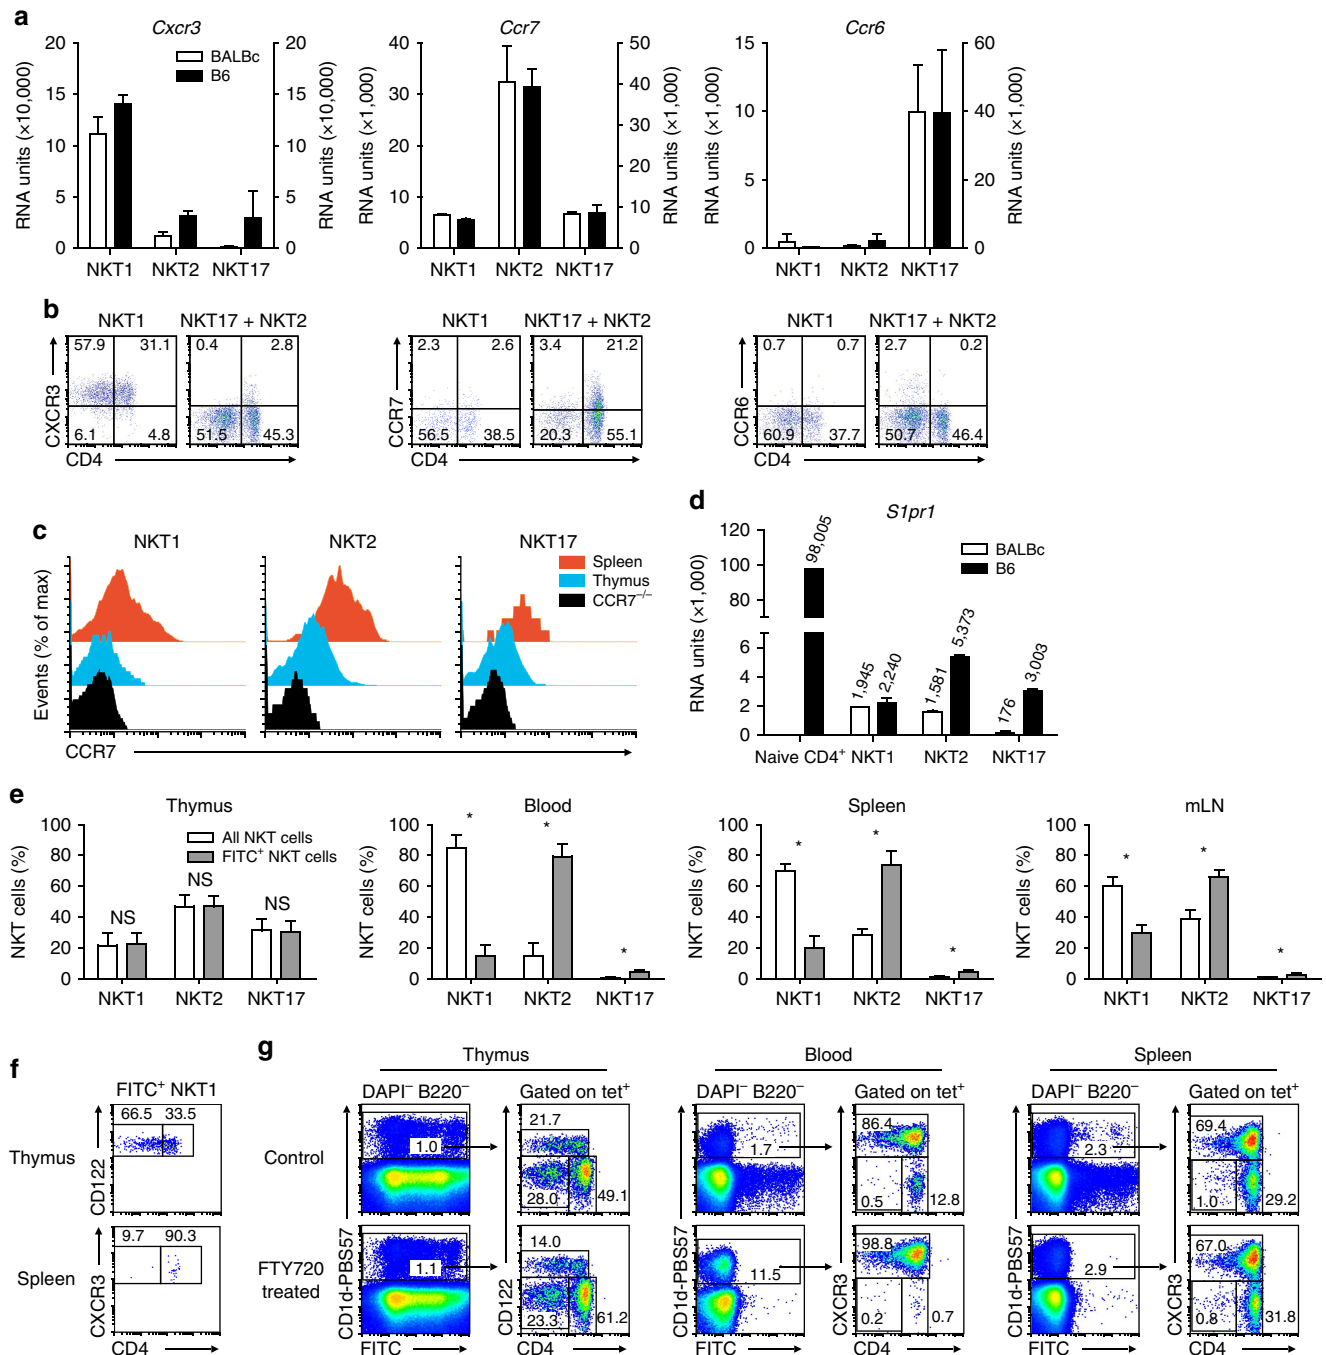 a
Cxcr3
Ccr7
Ccr6
20
15
10
5
0
RNA units (×10,000)
BALBc
B6
20
15
10
5
0
RNA units (×10,000)
NKT1 NKT2 NKT17
40
30
20
10
0
RNA units (×1,000)
50
40
30
20
10
0
RNA units (×1,000)
NKT1 NKT2 NKT17
15
10
5
0
RNA units (×1,000)
60
40
20
0
RNA units (×1,000)
NKT1 NKT2 NKT17
b
NKT1 NKT17 + NKT2
57.9 31.1 0.4 2.8
6.1 4.8 51.5 45.3
CXCR3
CD4
NKT1 NKT17 + NKT2
2.3 2.6 3.4 21.2
56.5 38.5 20.3 55.1
CCR7
CD4
NKT1 NKT17 + NKT2
0.7 0.7 2.7 0.2
60.9 37.7 50.7 46.4
CCR6
CD4
c
NKT1 NKT2 NKT17
Spleen
Thymus
CCR7⁻/⁻
Events (% of max)
CCR7
d
S1pr1
120
100
80
6
4
2
0
RNA units (×1,000)
BALBc
B6
98,005
1,945
2,240
1,581
5,373
176
3,003
Naive CD4⁺ NKT1 NKT2 NKT17
e
Thymus
100
80
60
40
20
0
NKT cells (%)
All NKT cells
FITC⁺ NKT cells
NS
NS
NS
NKT1 NKT2 NKT17
Blood
100
80
60
40
20
0
NKT cells (%)
* * *
NKT1 NKT2 NKT17
Spleen
100
80
60
40
20
0
NKT cells (%)
* * *
NKT1 NKT2 NKT17
mLN
100
80
60
40
20
0
NKT cells (%)
* * *
NKT1 NKT2 NKT17
f
FITC⁺ NKT1
66.5 33.5
Thymus
CD122
9.7 90.3
Spleen
CXCR3
CD4
g
Thymus
Blood
Spleen
DAPI⁻ B220⁻ Gated on tet⁺
DAPI⁻ B220⁻ Gated on tet⁺
DAPI⁻ B220⁻ Gated on tet⁺
Control
1.0
21.7
28.0
49.1
1.7
86.4
0.5
12.8
2.3
69.4
1.0
29.2
FTY720
treated
1.1
14.0
23.3
61.2
11.5
98.8
0.2
0.7
2.9
67.0
0.8
31.8
CD1d-PBS57
CD122
CD1d-PBS57
CXCR3
CD1d-PBS57
CXCR3
FITC CD4 FITC CD4 FITC CD4